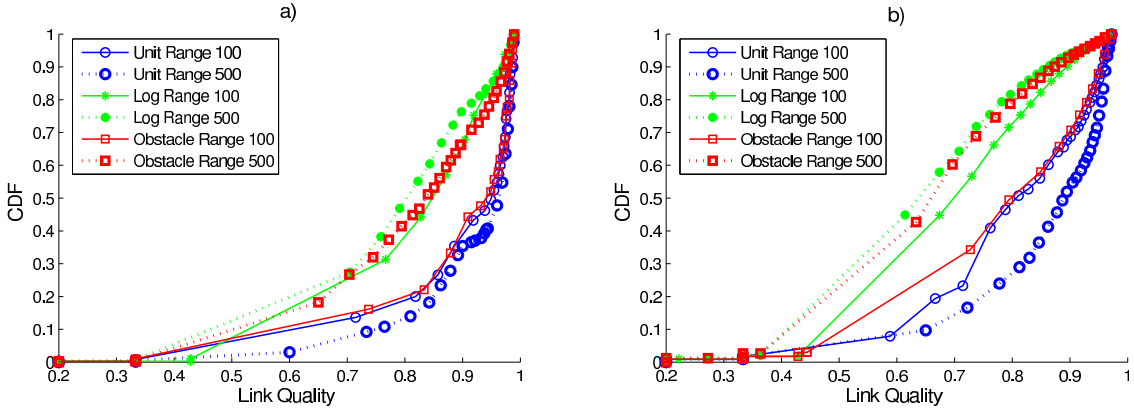 a)
Unit Range 100
Unit Range 500
Log Range 100
Log Range 500
Obstacle Range 100
Obstacle Range 500
1
0.9
0.8
0.7
0.6
0.5
0.4
0.3
0.2
0.1
0
CDF
0.2 0.3 0.4 0.5 0.6 0.7 0.8 0.9 1
Link Quality
b)
Unit Range 100
Unit Range 500
Log Range 100
Log Range 500
Obstacle Range 100
Obstacle Range 500
1
0.9
0.8
0.7
0.6
0.5
0.4
0.3
0.2
0.1
0
CDF
0.2 0.3 0.4 0.5 0.6 0.7 0.8 0.9 1
Link Quality